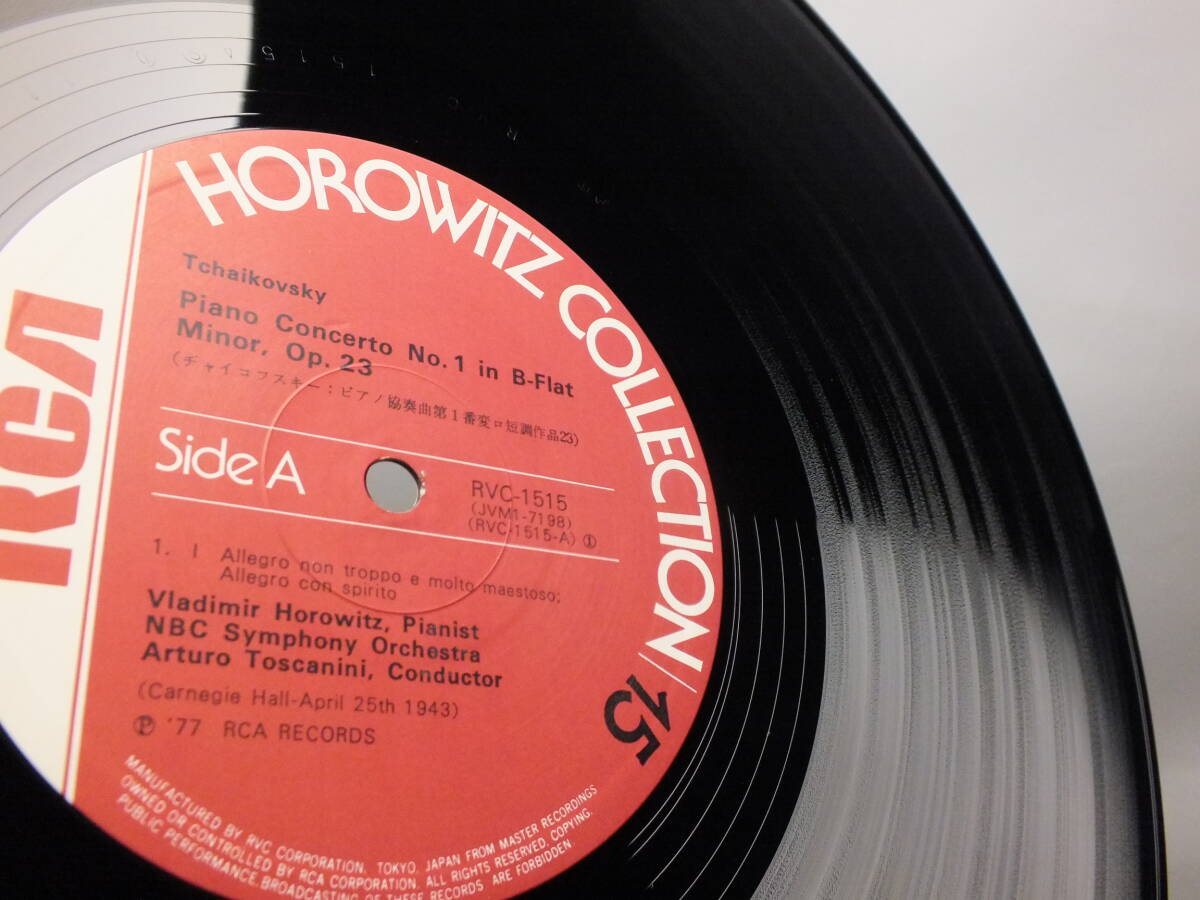 HOROWITZ COLLECTION/15
Tchaikovsky
Piano Concerto No.1 in B-Flat
Minor, Op.23
(チャイコフスキー：ピアノ協奏曲第1番変ロ短調作品23)
RCA
Side A
RVC-1515
(JVM1-7198)
(RVC-1515-A) ①
1. I Allegro non troppo e molto maestoso;
Allegro con spirito
Vladimir Horowitz, Pianist
NBC Symphony Orchestra
Arturo Toscanini, Conductor
(Carnegie Hall-April 25th 1943)
℗ '77 RCA RECORDS
MANUFACTURED BY RVC CORPORATION, TOKYO, JAPAN FROM MASTER RECORDINGS
OWNED OR CONTROLLED BY RCA CORPORATION. ALL RIGHTS RESERVED. COPYING,
PUBLIC PERFORMANCE, BROADCASTING OF THESE RECORDS ARE FORBIDDEN.